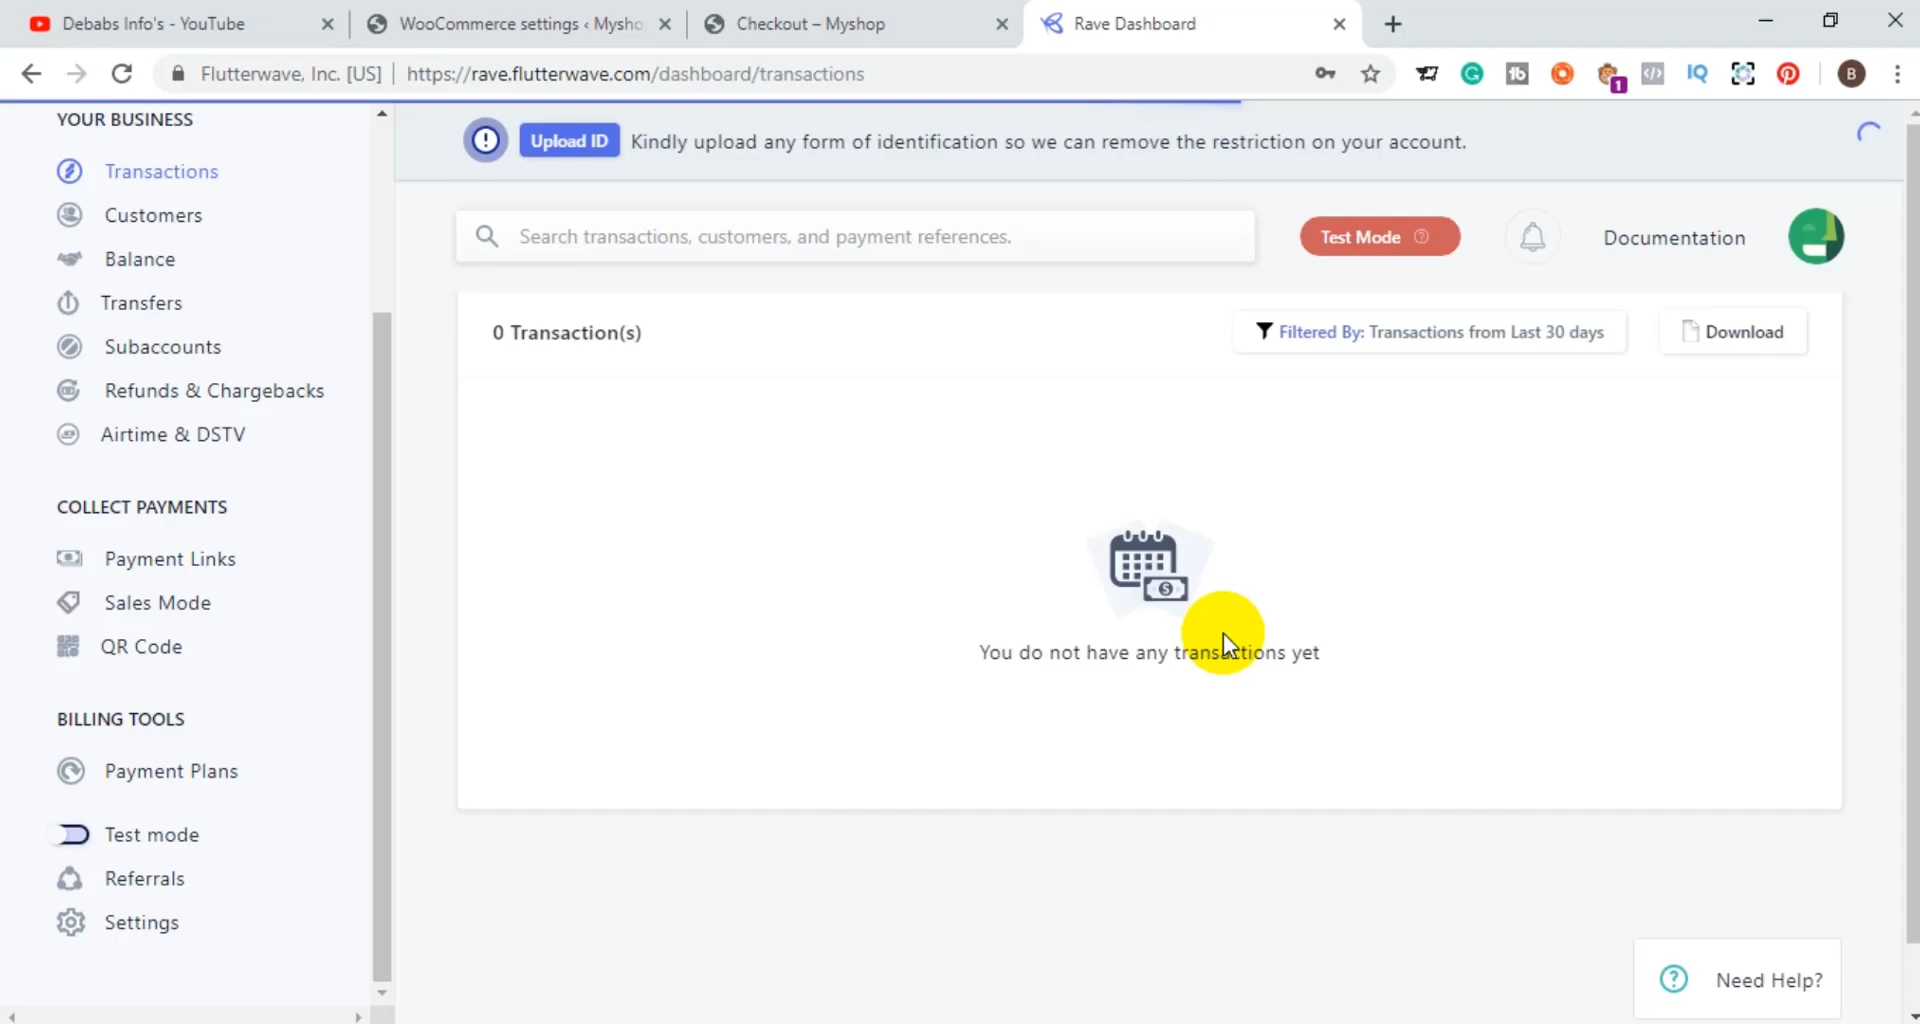 Debabs Info's - YouTube
WooCommerce settings ‹ Mysho
Checkout – Myshop
Rave Dashboard
Flutterwave, Inc. [US]
https://rave.flutterwave.com/dashboard/transactions
1
B
YOUR BUSINESS
Transactions
Customers
Balance
Transfers
Subaccounts
Refunds & Chargebacks
Airtime & DSTV
COLLECT PAYMENTS
Payment Links
Sales Mode
QR Code
BILLING TOOLS
Payment Plans
Test mode
Referrals
Settings
Upload ID
Kindly upload any form of identification so we can remove the restriction on your account.
Search transactions, customers, and payment references.
Test Mode
Documentation
0 Transaction(s)
Filtered By: Transactions from Last 30 days
Download
You do not have any transactions yet
Need Help?